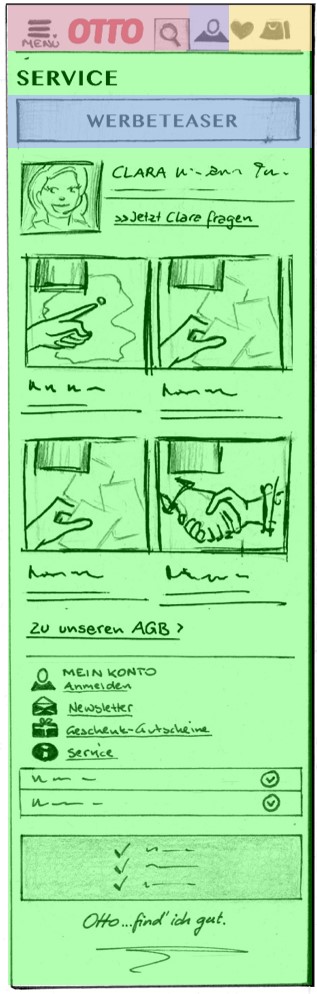 MENU
OTTO
SERVICE
WERBETEASER
CLARA
>> Jetzt Clara fragen
Zu unseren AGB >
MEIN KONTO
Anmelden
Newsletter
Geschenk-Gutscheine
Service
Otto...find' ich gut.